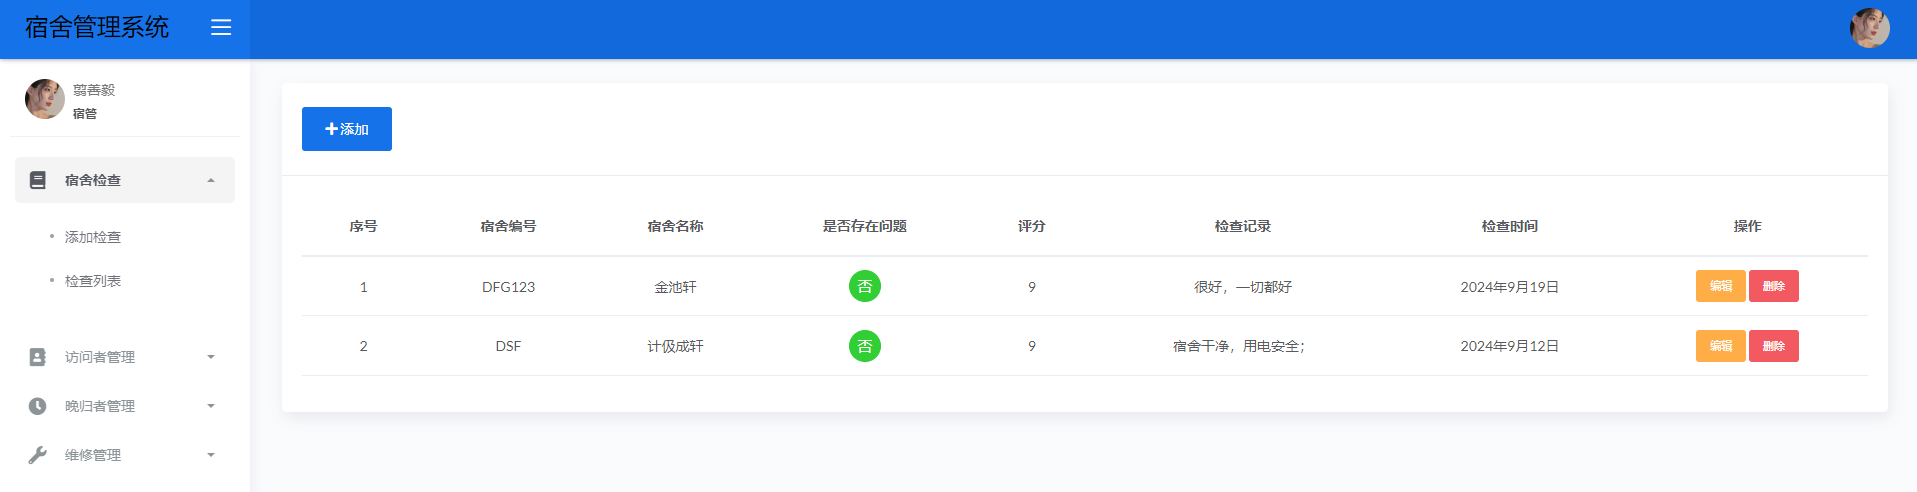 宿舍管理系统
翦善毅
宿管
宿舍检查
添加检查
检查列表
访问者管理
晚归者管理
维修管理
添加
序号 宿舍编号 宿舍名称 是否存在问题 评分 检查记录 检查时间 操作
1 DFG123 金池轩 否 9 很好，一切都好 2024年9月19日 编辑 删除
2 DSF 计伋成轩 否 9 宿舍干净，用电安全； 2024年9月12日 编辑 删除